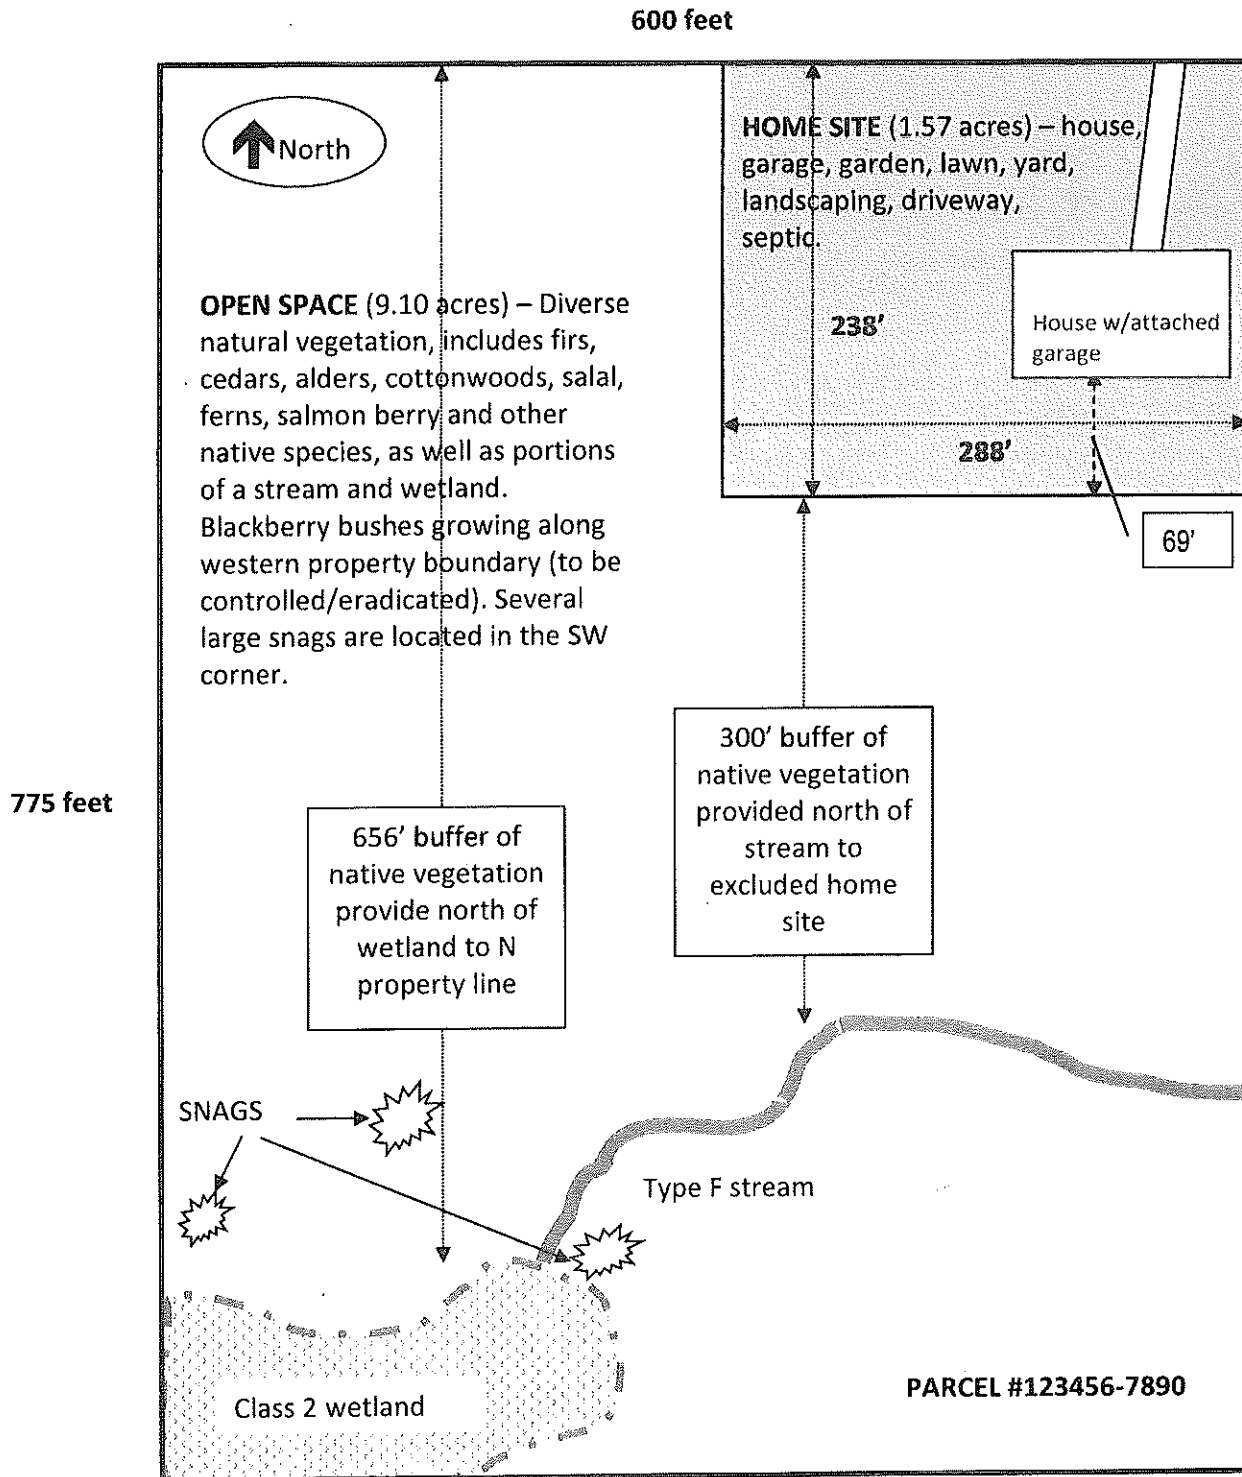 600 feet
North
HOME SITE (1.57 acres) – house,
garage, garden, lawn, yard,
landscaping, driveway,
septic.
OPEN SPACE (9.10 acres) – Diverse
natural vegetation, includes firs,
cedars, alders, cottonwoods, salal,
ferns, salmon berry and other
native species, as well as portions
of a stream and wetland.
Blackberry bushes growing along
western property boundary (to be
controlled/eradicated). Several
large snags are located in the SW
corner.
238'
House w/attached
garage
288'
69'
775 feet
656' buffer of
native vegetation
provide north of
wetland to N
property line
300' buffer of
native vegetation
provided north of
stream to
excluded home
site
SNAGS
Type F stream
Class 2 wetland
PARCEL #123456-7890